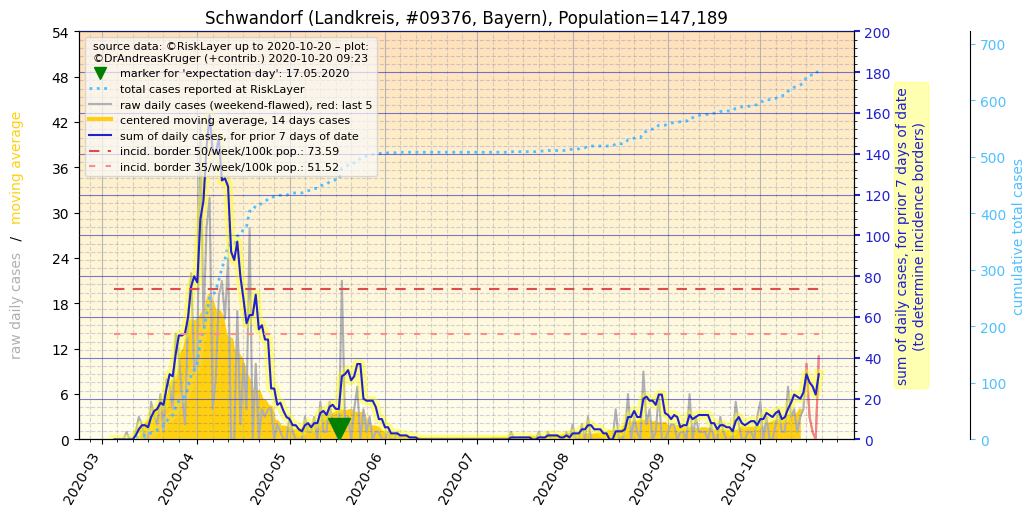 Schwandorf (Landkreis, #09376, Bayern), Population=147,189
source data: ©RiskLayer up to 2020-10-20 – plot:
©DrAndreasKruger (+contrib.) 2020-10-20 09:23
marker for 'expectation day': 17.05.2020
total cases reported at RiskLayer
raw daily cases (weekend-flawed), red: last 5
centered moving average, 14 days cases
sum of daily cases, for prior 7 days of date
incid. border 50/week/100k pop.: 73.59
incid. border 35/week/100k pop.: 51.52
raw daily cases / moving average
54
48
42
36
30
24
18
12
6
0
2020-03
2020-04
2020-05
2020-06
2020-07
2020-08
2020-09
2020-10
200
180
160
140
120
100
80
60
40
20
0
sum of daily cases, for prior 7 days of date
(to determine incidence borders)
700
600
500
400
300
200
100
0
cumulative total cases